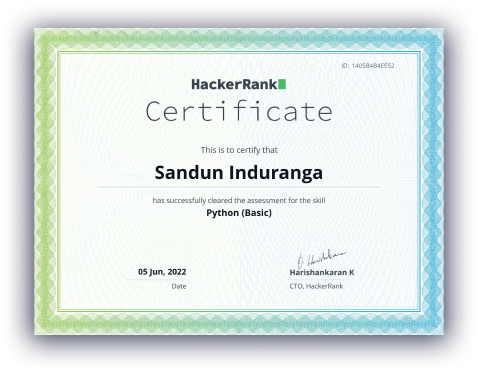 ID: 1405B4B4EE52
HackerRank
Certificate
This is to certify that
Sandun Induranga
has successfully cleared the assessment for the skill
Python (Basic)
05 Jun, 2022
Date
Harishankaran K
CTO, HackerRank